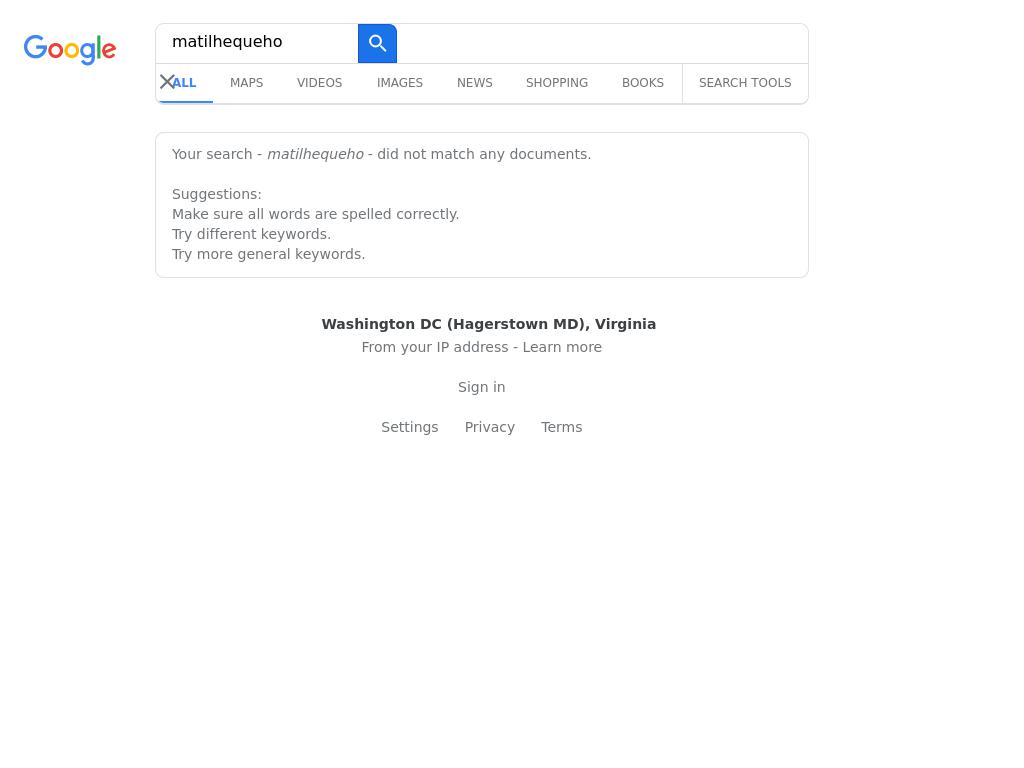 Google
matilhequeho
ALL MAPS VIDEOS IMAGES NEWS SHOPPING BOOKS SEARCH TOOLS
Your search - matilhequeho - did not match any documents.
Suggestions:
Make sure all words are spelled correctly.
Try different keywords.
Try more general keywords.
Washington DC (Hagerstown MD), Virginia
From your IP address - Learn more
Sign in
Settings Privacy Terms